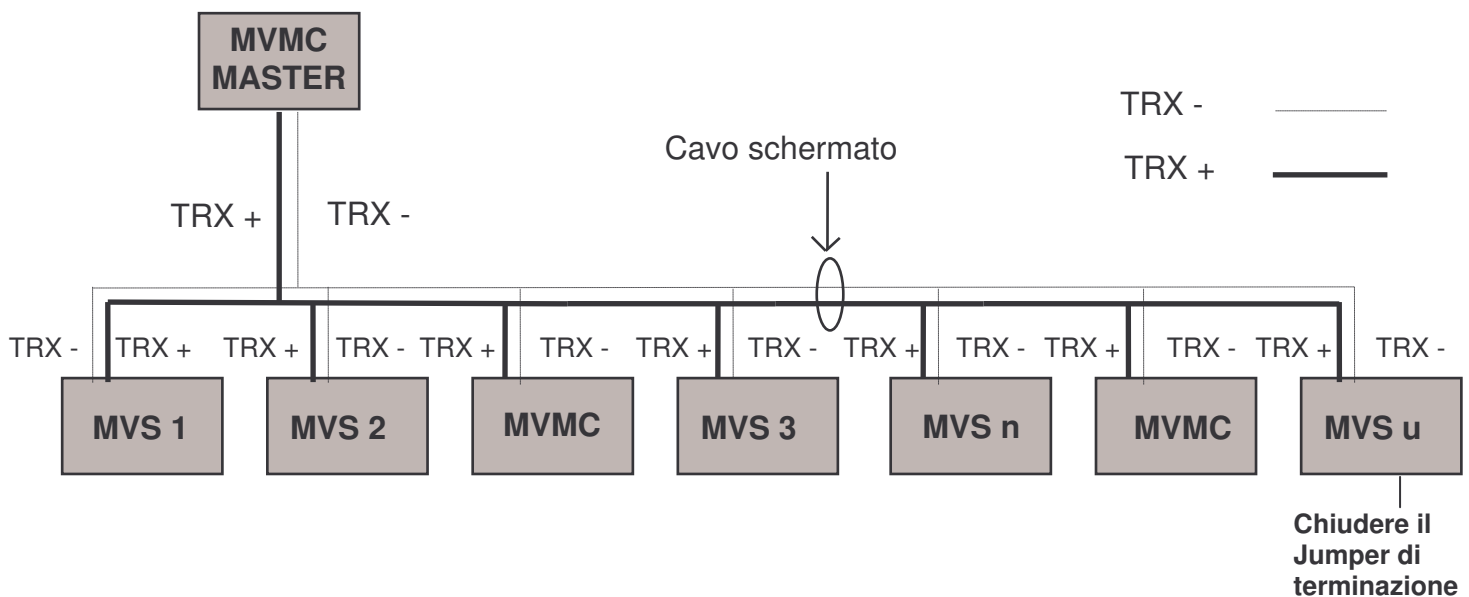 MVMC
MASTER
TRX -
Cavo schermato
TRX +
TRX + TRX -
TRX - TRX + TRX + TRX - TRX + TRX - TRX + TRX - TRX + TRX - TRX + TRX - TRX + TRX -
MVS 1 MVS 2 MVMC MVS 3 MVS n MVMC MVS u
Chiudere il
Jumper di
terminazione